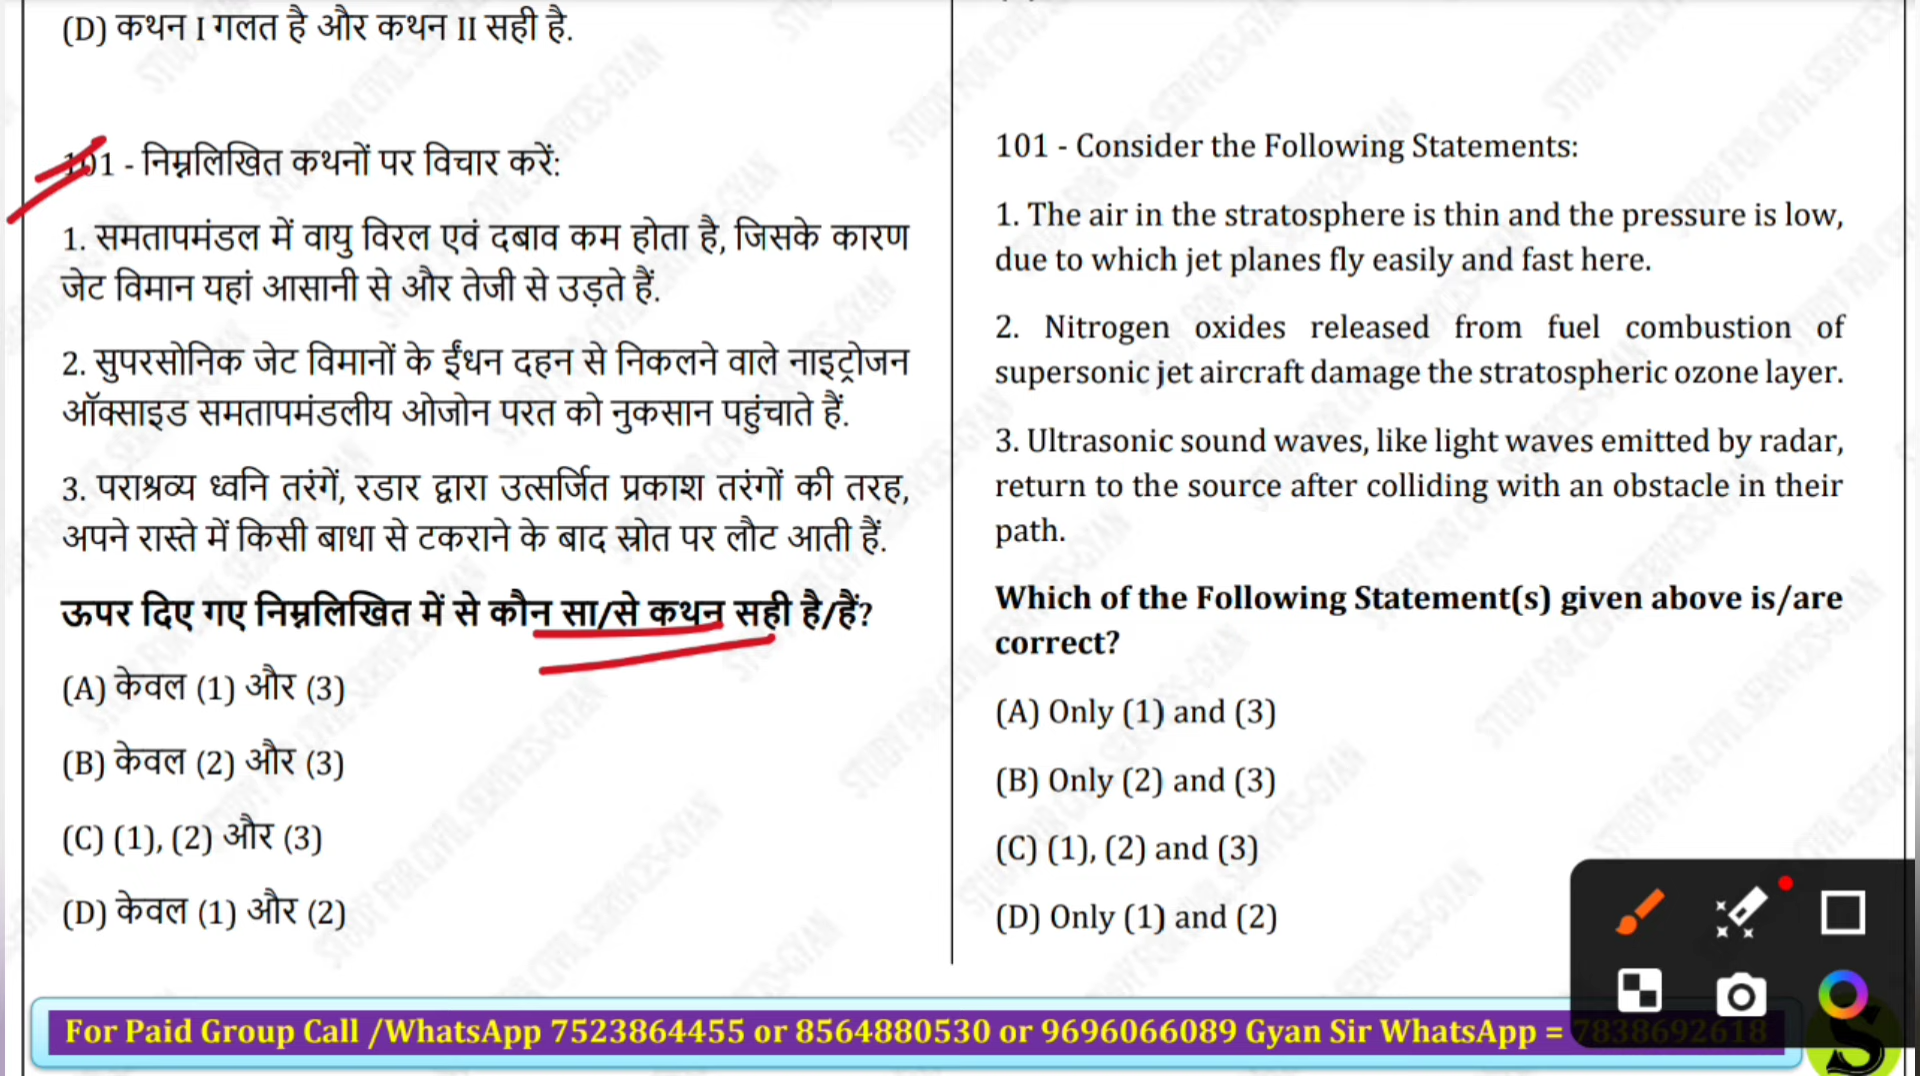 (D) कथन I गलत है और कथन II सही है.
101 - निम्नलिखित कथनों पर विचार करें:
1. समतापमंडल में वायु विरल एवं दबाव कम होता है, जिसके कारण
जेट विमान यहां आसानी से और तेजी से उड़ते हैं.
2. सुपरसोनिक जेट विमानों के ईंधन दहन से निकलने वाले नाइट्रोजन
ऑक्साइड समतापमंडलीय ओजोन परत को नुकसान पहुंचाते हैं.
3. पराश्रव्य ध्वनि तरंगें, रडार द्वारा उत्सर्जित प्रकाश तरंगों की तरह,
अपने रास्ते में किसी बाधा से टकराने के बाद स्रोत पर लौट आती हैं.
ऊपर दिए गए निम्नलिखित में से कौन सा/से कथन सही है/हैं?
(A) केवल (1) और (3)
(B) केवल (2) और (3)
(C) (1), (2) और (3)
(D) केवल (1) और (2)
101 - Consider the Following Statements:
1. The air in the stratosphere is thin and the pressure is low,
due to which jet planes fly easily and fast here.
2. Nitrogen oxides released from fuel combustion of
supersonic jet aircraft damage the stratospheric ozone layer.
3. Ultrasonic sound waves, like light waves emitted by radar,
return to the source after colliding with an obstacle in their
path.
Which of the Following Statement(s) given above is/are
correct?
(A) Only (1) and (3)
(B) Only (2) and (3)
(C) (1), (2) and (3)
(D) Only (1) and (2)
For Paid Group Call /WhatsApp 7523864455 or 8564880530 or 9696066089 Gyan Sir WhatsApp = 7838692618
STUDY FOR CIVIL SERVICES-GYAN